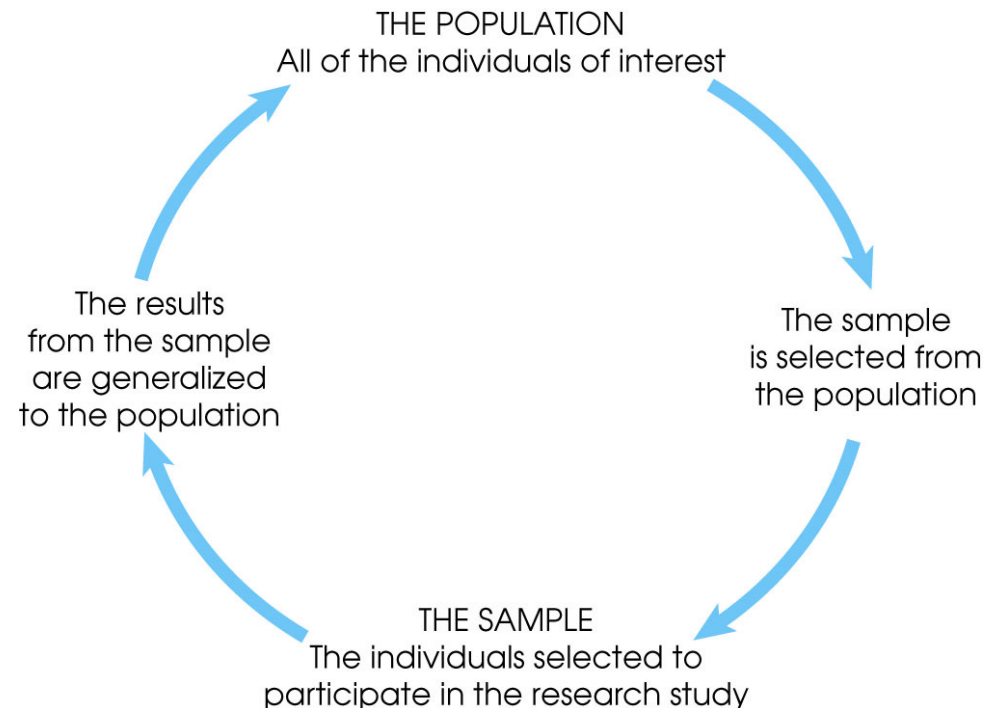 THE POPULATION
All of the individuals of interest
The sample
is selected from
the population
THE SAMPLE
The individuals selected to
participate in the research study
The results
from the sample
are generalized
to the population